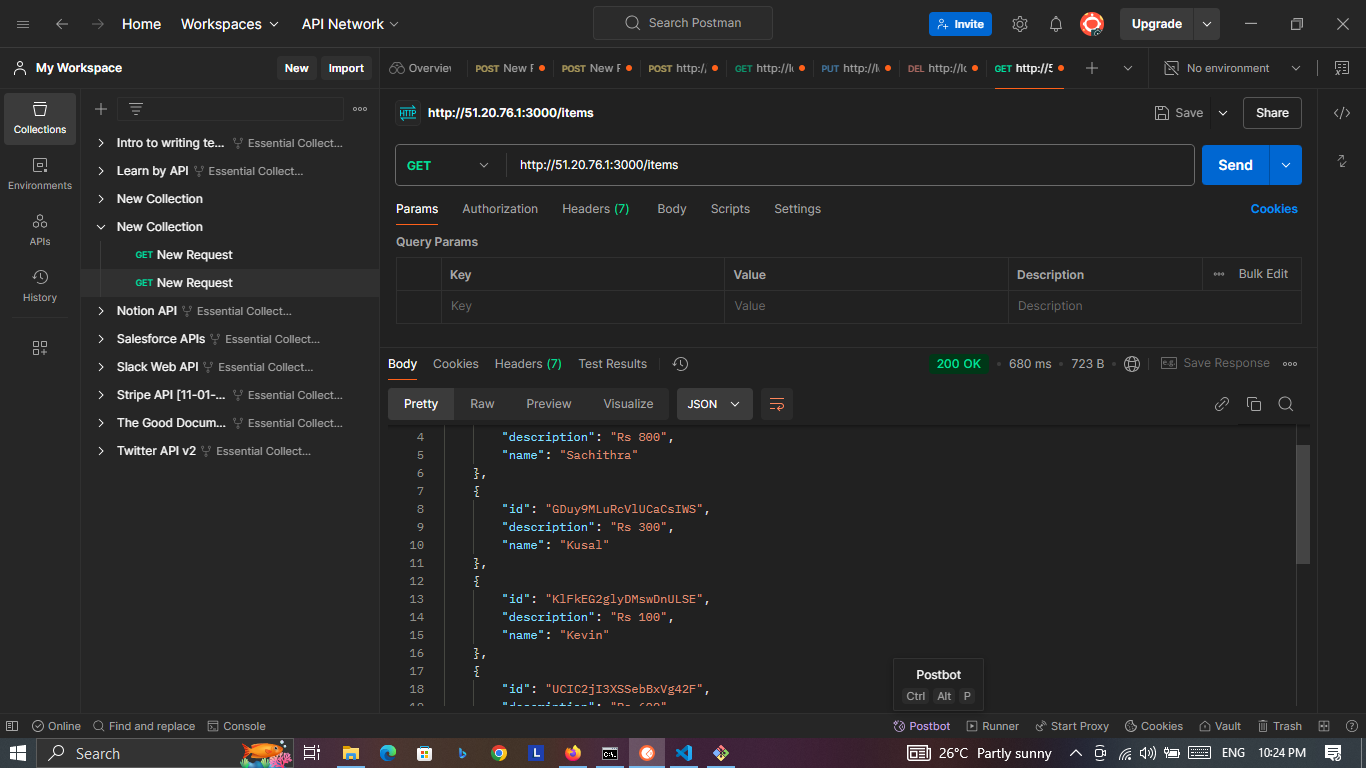 Home Workspaces API Network Search Postman Invite Upgrade
My Workspace New Import Overview POST New F POST New F POST http:/ GET http://lo PUT http://lo DEL http://lo GET http://5 No environment
Collections
Environments
APIs
History
Intro to writing te... Essential Collect...
Learn by API Essential Collect...
New Collection
New Collection
GET New Request
GET New Request
Notion API Essential Collect...
Salesforce APIs Essential Collect...
Slack Web API Essential Collect...
Stripe API [11-01-... Essential Collect...
The Good Docum... Essential Collect...
Twitter API v2 Essential Collect...
HTTP http://51.20.76.1:3000/items Save Share
GET http://51.20.76.1:3000/items Send
Params Authorization Headers (7) Body Scripts Settings Cookies
Query Params
Key Value Description Bulk Edit
Key Value Description
Body Cookies Headers (7) Test Results 200 OK 680 ms 723 B e.g. Save Response
Pretty Raw Preview Visualize JSON
4 "description": "Rs 800",
5 "name": "Sachithra"
6 },
7 {
8 "id": "GDuy9MLuRcVlUCaCsIWS",
9 "description": "Rs 300",
10 "name": "Kusal"
11 },
12 {
13 "id": "KlFkEG2glyDMswDnULSE",
14 "description": "Rs 100",
15 "name": "Kevin"
16 },
17 {
18 "id": "UCIC2jI3XSSebBxVg42F",
19 "description": "Rs 600"
Postbot
Ctrl Alt P
Online Find and replace Console Postbot Runner Start Proxy Cookies Vault Trash
Search 26°C Partly sunny ENG 10:24 PM